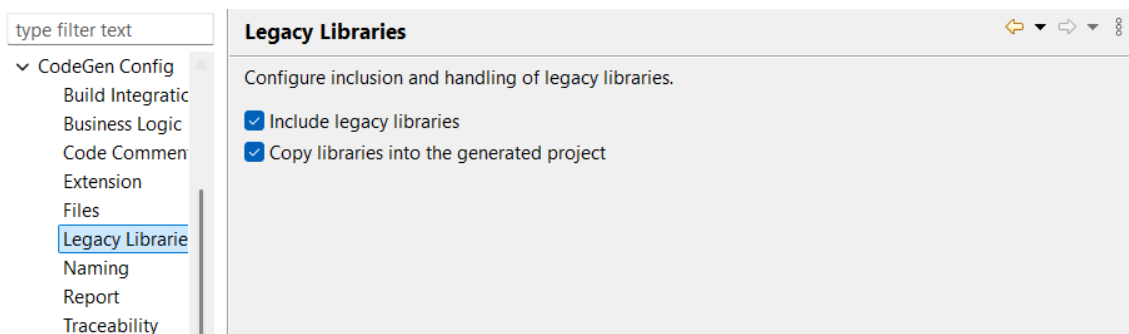 type filter text
CodeGen Config
Build Integratic
Business Logic
Code Commen
Extension
Files
Legacy Librarie
Naming
Report
Traceability
Legacy Libraries
Configure inclusion and handling of legacy libraries.
Include legacy libraries
Copy libraries into the generated project